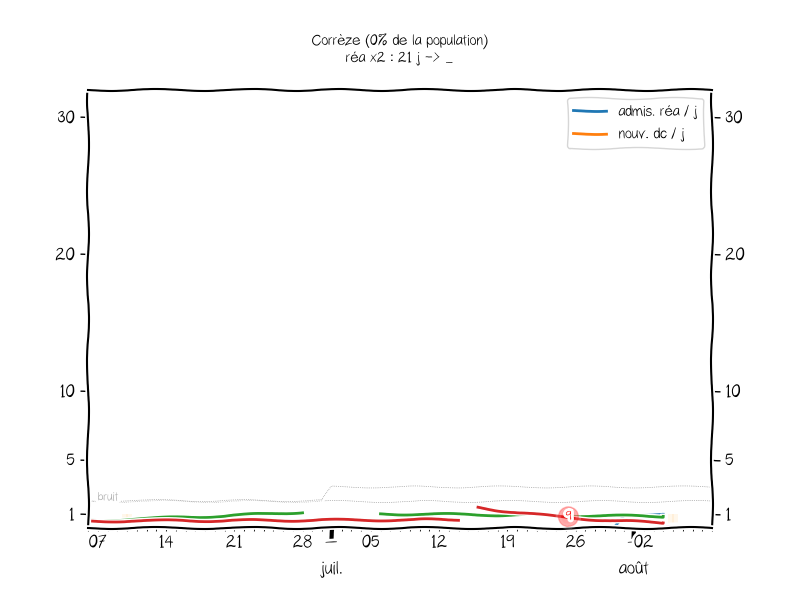 Corrèze (0% de la population)
réa x2 : 21 j -> _
admis. réa / j
nouv. dc / j
30
30
20
20
10
10
5
5
bruit
1
1
9
07 14 21 28 05 12 19 26 02
juil. août